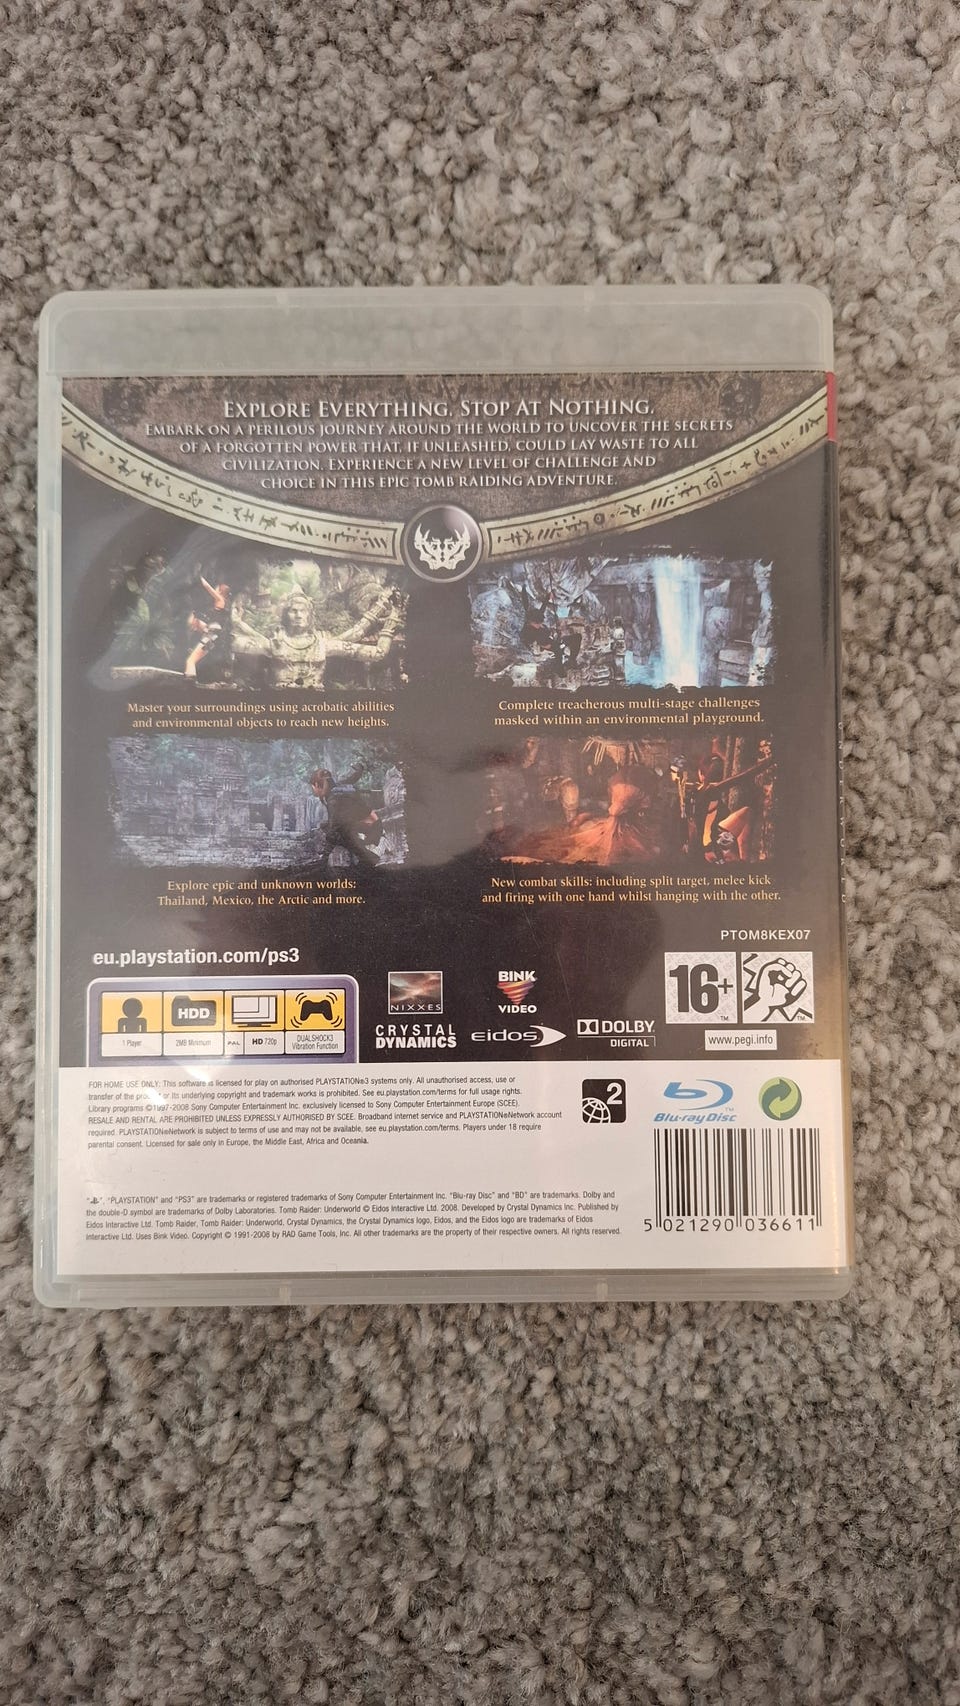 EXPLORE EVERYTHING. STOP AT NOTHING.
EMBARK ON A PERILOUS JOURNEY AROUND THE WORLD TO UNCOVER THE SECRETS
OF A FORGOTTEN POWER THAT, IF UNLEASHED, COULD LAY WASTE TO ALL
CIVILIZATION. EXPERIENCE A NEW LEVEL OF CHALLENGE AND
CHOICE IN THIS EPIC TOMB RAIDING ADVENTURE.
Master your surroundings using acrobatic abilities
and environmental objects to reach new heights.
Complete treacherous multi-stage challenges
masked within an environmental playground.
Explore epic and unknown worlds:
Thailand, Mexico, the Arctic and more.
New combat skills: including split target, melee kick
and firing with one hand whilst hanging with the other.
PTOM8KEX07
eu.playstation.com/ps3
HDD
1 Player
2MB Minimum
PAL HD 720p
DUALSHOCK3
Vibration Function
NIXXES
CRYSTAL
DYNAMICS
BINK
VIDEO
eidos
DOLBY
DIGITAL
16+
www.pegi.info
FOR HOME USE ONLY: This software is licensed for play on authorised PLAYSTATION®3 systems only. All unauthorised access, use or
transfer of the product or its underlying copyright and trademark works is prohibited. See eu.playstation.com/terms for full usage rights.
Library programs ©1997-2008 Sony Computer Entertainment Inc. exclusively licensed to Sony Computer Entertainment Europe (SCEE).
RESALE AND RENTAL ARE PROHIBITED UNLESS EXPRESSLY AUTHORISED BY SCEE. Broadband internet service and PLAYSTATION®Network account
required. PLAYSTATION®Network is subject to terms of use and may not be available, see eu.playstation.com/terms. Players under 18 require
parental consent. Licensed for sale only in Europe, the Middle East, Africa and Oceania.
2
Blu-ray Disc™
"", "PLAYSTATION" and "PS3" are trademarks or registered trademarks of Sony Computer Entertainment Inc. "Blu-ray Disc" and "BD" are trademarks. Dolby and
the double-D symbol are trademarks of Dolby Laboratories. Tomb Raider: Underworld © Eidos Interactive Ltd. 2008. Developed by Crystal Dynamics Inc. Published by
Eidos Interactive Ltd. Tomb Raider, Tomb Raider: Underworld, Crystal Dynamics, the Crystal Dynamics logo, Eidos, and the Eidos logo are trademarks of Eidos
Interactive Ltd. Uses Bink Video. Copyright © 1991-2008 by RAD Game Tools, Inc. All other trademarks are the property of their respective owners. All rights reserved.
5 021290 036611